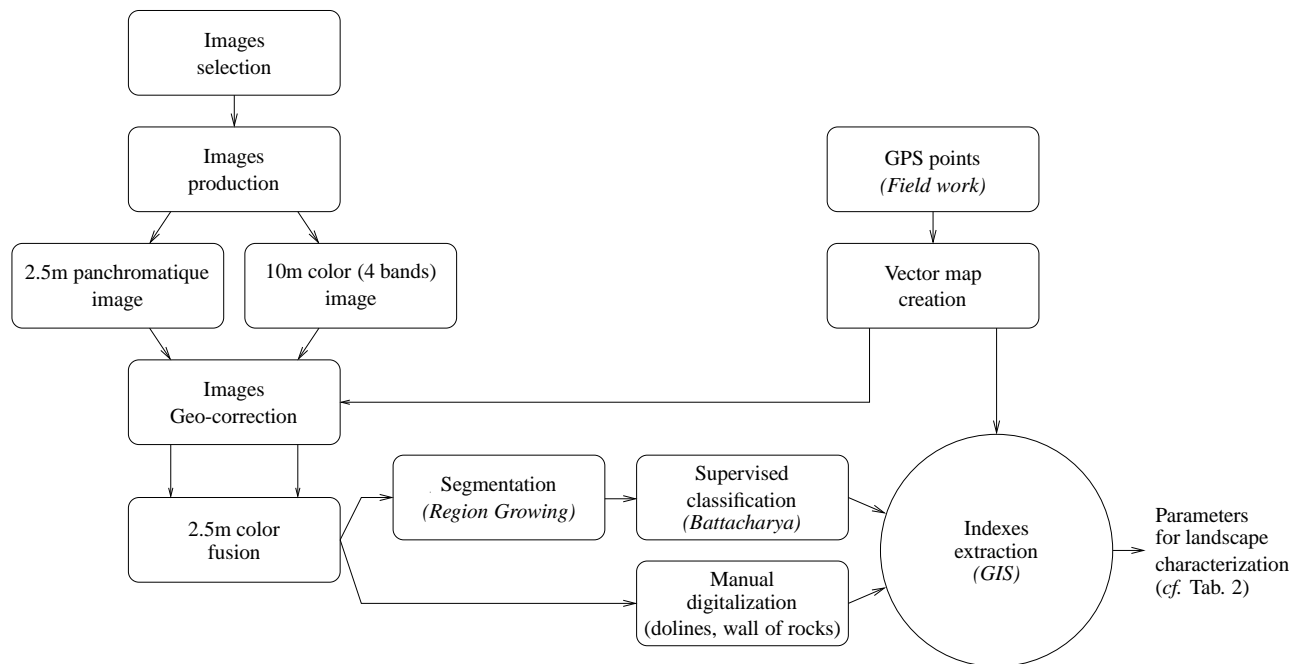 Images
selection
Images
production
GPS points
(Field work)
2.5m panchromatique
image
10m color (4 bands)
image
Vector map
creation
Images
Geo-correction
Segmentation
(Region Growing)
Supervised
classification
(Battacharya)
2.5m color
fusion
Manual
digitalization
(dolines, wall of rocks)
Indexes
extraction
(GIS)
Parameters
for landscape
characterization
(cf. Tab. 2)